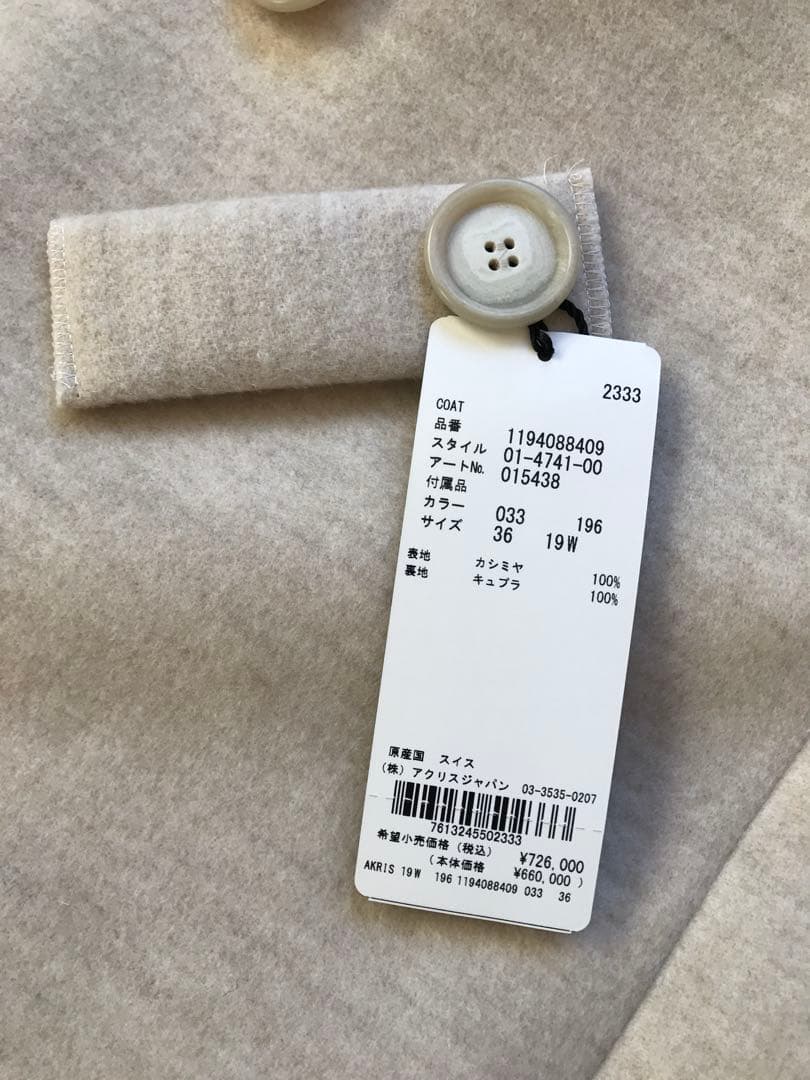 2333
COAT
品番 1194088409
スタイル 01-4741-00
アートNo. 015438
付属品
カラー 033 196
サイズ 36 19W
表地 カシミヤ 100%
裏地 キュプラ 100%
原産国 スイス
(株)アクリスジャパン 03-3535-0207
7613245502333
希望小売価格(税込) ¥726,000
(本体価格 ¥660,000 )
AKRIS 19W 196 1194088409 033 36